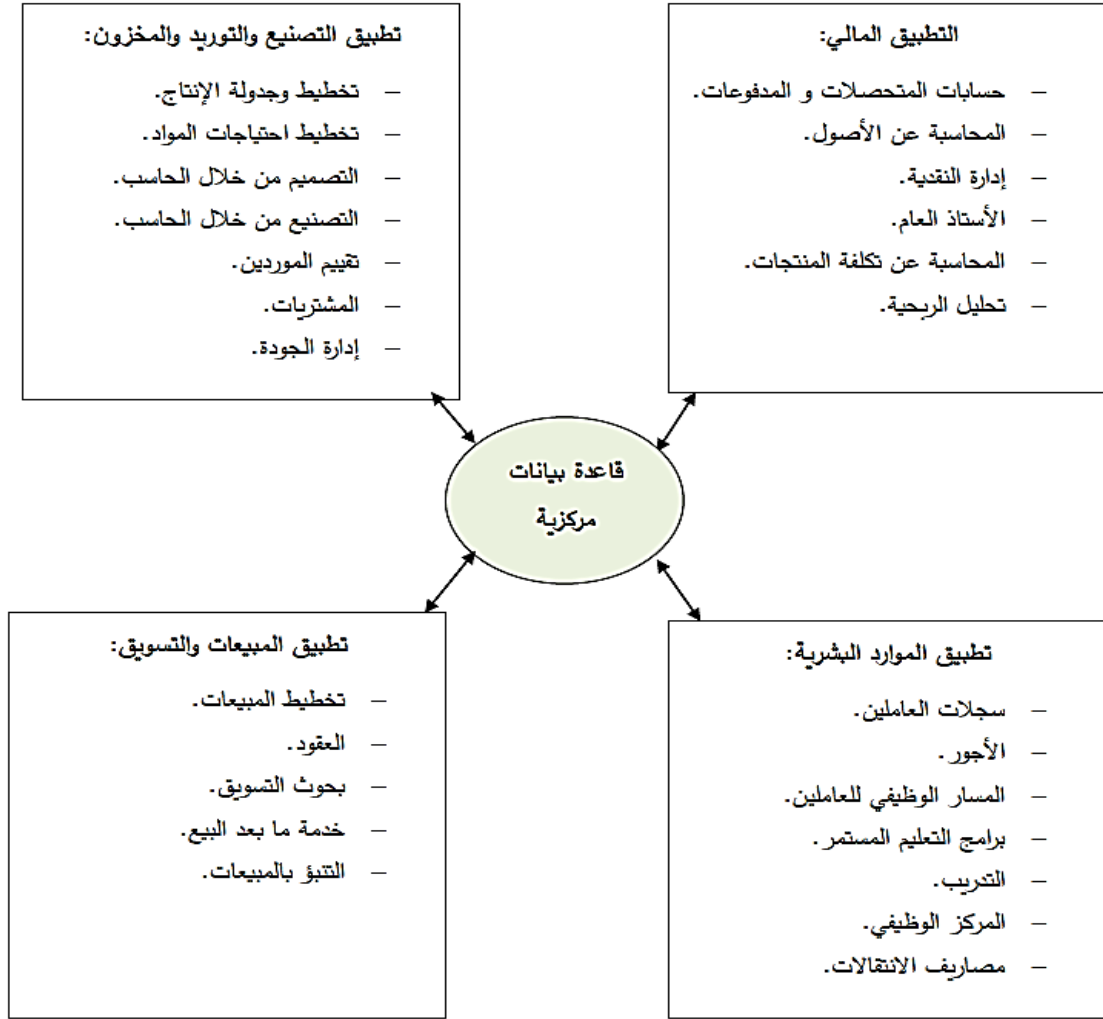 التطبيق المالي:
– حسابات المتحصلات و المدفوعات.
– المحاسبة عن الأصول.
– إدارة النقدية.
– الأستاذ العام.
– المحاسبة عن تكلفة المنتجات.
– تحليل الربحية.
تطبيق التصنيع والتوريد والمخزون:
– تخطيط وجدولة الإنتاج.
– تخطيط احتياجات المواد.
– التصميم من خلال الحاسب.
– التصنيع من خلال الحاسب.
– تقييم الموردين.
– المشتريات.
– إدارة الجودة.
قاعدة بيانات
مركزية
تطبيق الموارد البشرية:
– سجلات العاملين.
– الأجور.
– المسار الوظيفي للعاملين.
– برامج التعليم المستمر.
– التدريب.
– المركز الوظيفي.
– مصاريف الانتقالات.
تطبيق المبيعات والتسويق:
– تخطيط المبيعات.
– العقود.
– بحوث التسويق.
– خدمة ما بعد البيع.
– التنبؤ بالمبيعات.